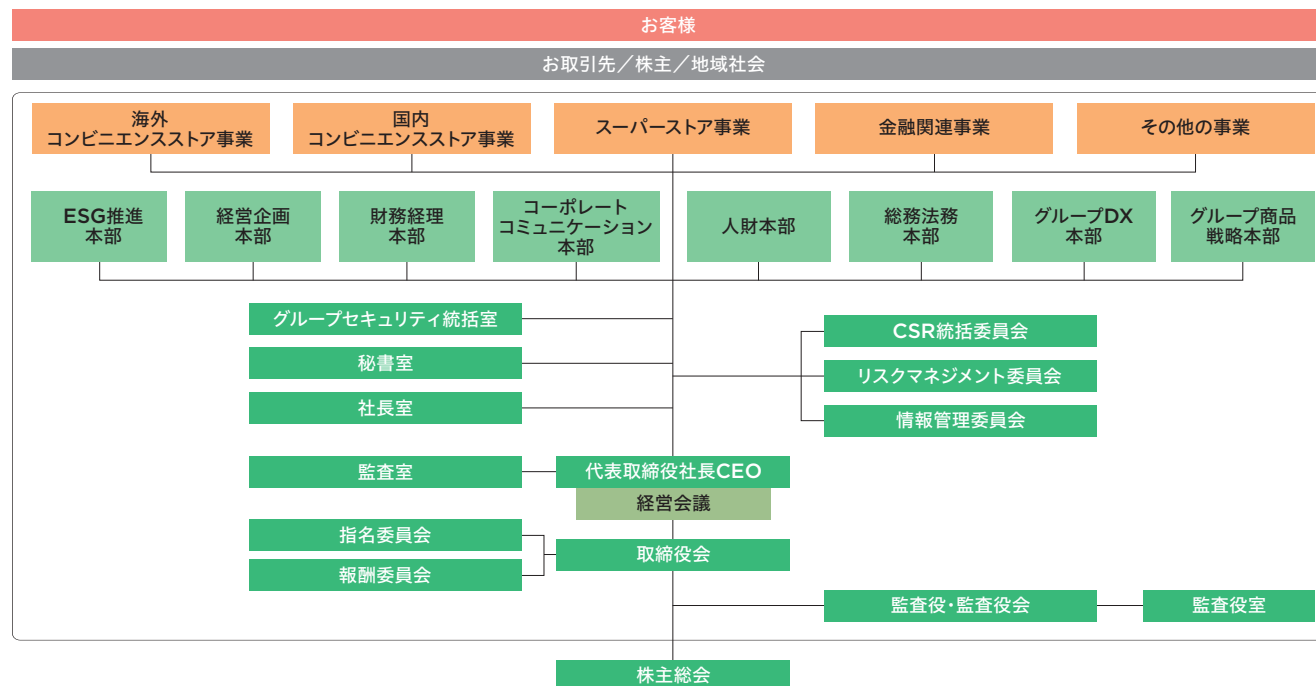 お客様
お取引先／株主／地域社会
海外
コンビニエンスストア事業
国内
コンビニエンスストア事業
スーパーストア事業
金融関連事業
その他の事業
ESG推進
本部
経営企画
本部
財務経理
本部
コーポレート
コミュニケーション
本部
人財本部
総務法務
本部
グループDX
本部
グループ商品
戦略本部
グループセキュリティ統括室
秘書室
社長室
CSR統括委員会
リスクマネジメント委員会
情報管理委員会
監査室
代表取締役社長CEO
経営会議
指名委員会
報酬委員会
取締役会
監査役・監査役会
監査役室
株主総会